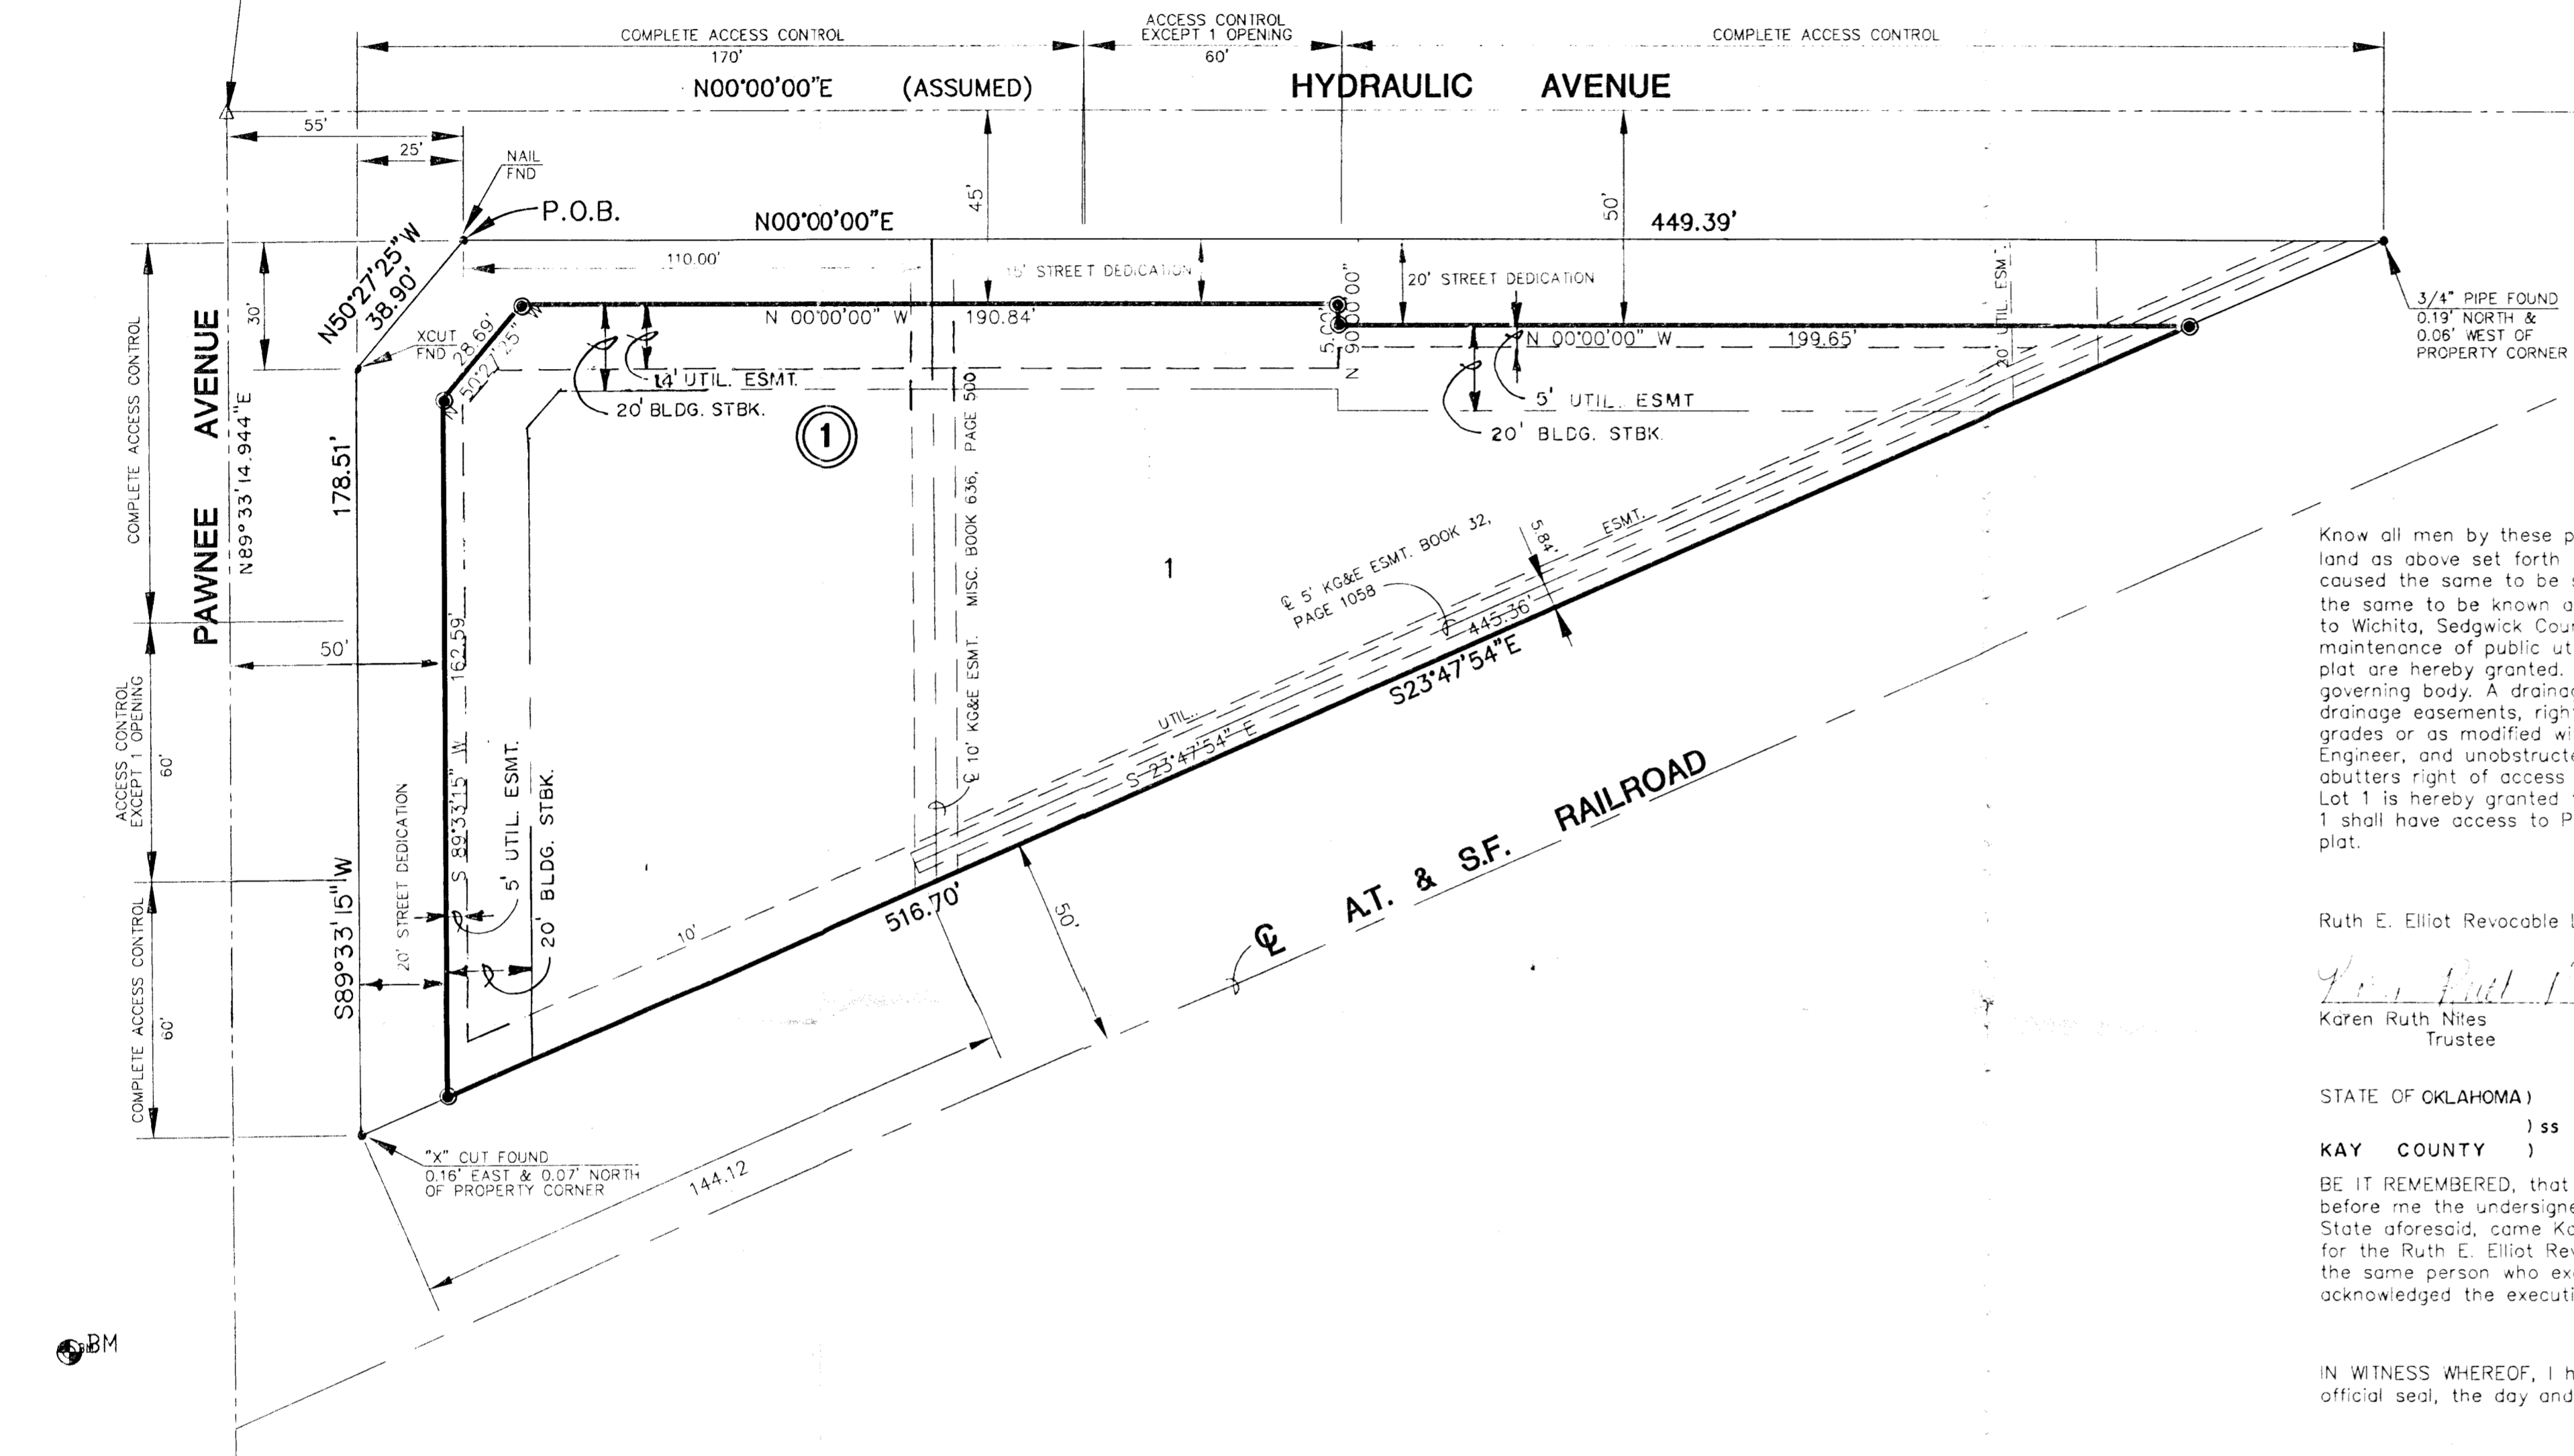 COMPLETE ACCESS CONTROL
170'
ACCESS CONTROL
EXCEPT 1 OPENING
60'
COMPLETE ACCESS CONTROL
N00°00'00"E (ASSUMED)
HYDRAULIC AVENUE
55'
25'
NAIL
FND
P.O.B.
N00°00'00"E
45'
50'
449.39'
N50°27'25"W
38.90'
30'
XCUT
FND
110.00'
15' STREET DEDICATION
20' STREET DEDICATION
N 00°00'00" W 190.84'
N 00°00'00" W 199.65'
28.69'
N 50°27'25" W
14' UTIL. ESMT.
20' BLDG. STBK.
5' UTIL. ESMT
20' BLDG. STBK.
20' UTIL. ESM.
3/4" PIPE FOUND
0.19' NORTH &
0.06' WEST OF
PROPERTY CORNER
COMPLETE ACCESS CONTROL
PAWNEE AVENUE
N89°33'14.944"E
178.51'
1
1
℄ 10' KG&E ESMT. MISC. BOOK 636, PAGE 500
℄ 5' KG&E ESMT. BOOK 32,
PAGE 1058
5.84'
UTIL. ESMT.
445.36'
S 23°47'54" E
S23°47'54"E
516.70'
50'
S 89°33'15" W 162.59'
5' UTIL. ESMT.
20' BLDG. STBK.
ACCESS CONTROL
EXCEPT 1 OPENING
60'
S89°33'15"W
20' STREET DEDICATION
10'
50'
℄ A.T. & S.F. RAILROAD
COMPLETE ACCESS CONTROL
60'
"X" CUT FOUND
0.16' EAST & 0.07' NORTH
OF PROPERTY CORNER
144.12
BM
Know all men by these p
land as above set forth
caused the same to be s
the same to be known a
to Wichita, Sedgwick Cou
maintenance of public ut
plat are hereby granted.
governing body. A draina
drainage easements, righ
grades or as modified wi
Engineer, and unobstructe
abutters right of access
Lot 1 is hereby granted
1 shall have access to P
plat.
Ruth E. Elliot Revocable
Karen Ruth Niles
Trustee
STATE OF OKLAHOMA)
) ss
KAY COUNTY )
BE IT REMEMBERED, that
before me the undersigne
State aforesaid, came Ka
for the Ruth E. Elliot Rev
the same person who exe
acknowledged the executi
IN WITNESS WHEREOF, I h
official seal, the day and